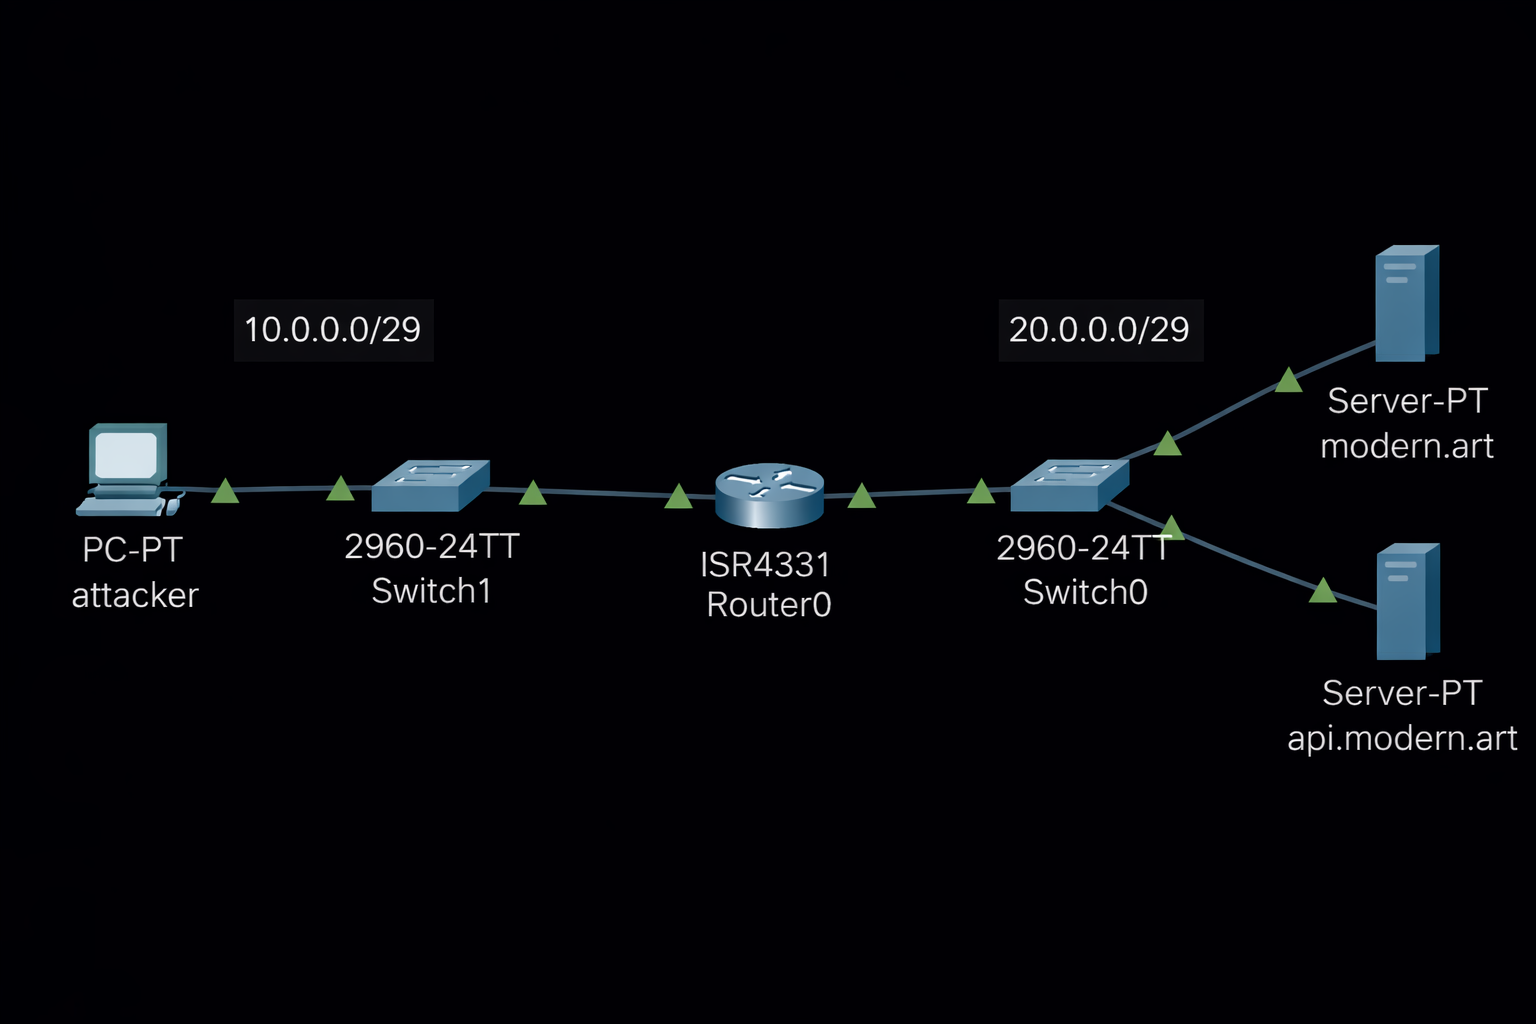 10.0.0.0/29
20.0.0.0/29
Server-PT
modern.art
PC-PT
attacker
2960-24TT
Switch1
ISR4331
Router0
2960-24TT
Switch0
Server-PT
api.modern.art